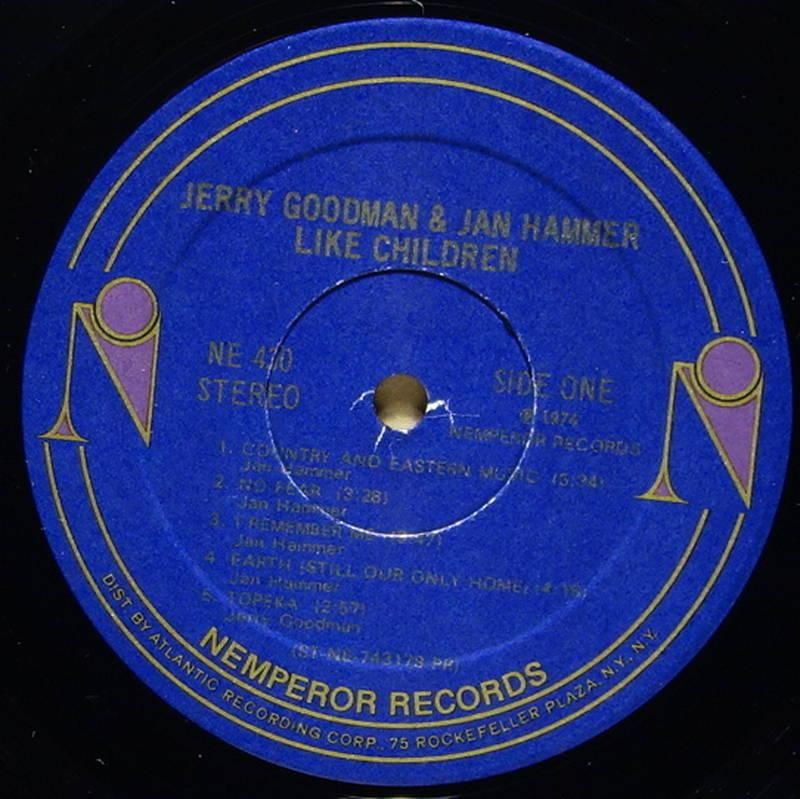 JERRY GOODMAN & JAN HAMMER
LIKE CHILDREN
NE 430
STEREO
SIDE ONE
℗ 1974
NEMPEROR RECORDS
1. COUNTRY AND EASTERN MUSIC (5:34)
Jan Hammer
2. NO FEAR (3:28)
Jan Hammer
3. I REMEMBER ME
Jan Hammer
4. EARTH (STILL OUR ONLY HOME) (4:15)
Jan Hammer
5. TOPEKA (2:57)
Jerry Goodman
(ST-NE-743173 PR)
NEMPEROR RECORDS
DIST. BY ATLANTIC RECORDING CORP., 75 ROCKEFELLER PLAZA, N.Y., N.Y.